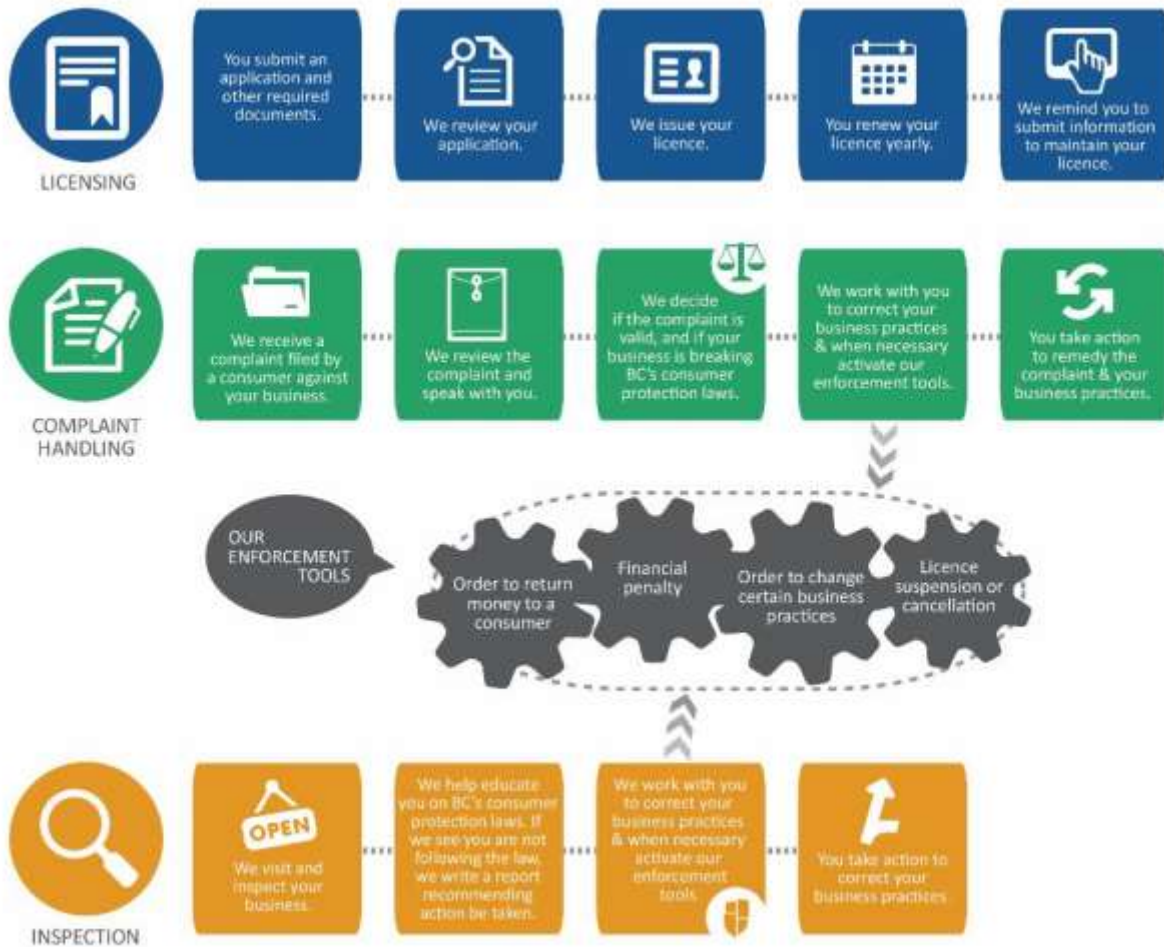 LICENSING
You submit an
application and
other required
documents.
We review your
application.
We issue your
licence.
You renew your
licence yearly.
We remind you to
submit information
to maintain your
licence.
COMPLAINT
HANDLING
We receive a
complaint filed by
a consumer against
your business.
We review the
complaint and
speak with you.
We decide
if the complaint is
valid, and if your
business is breaking
BC's consumer
protection laws.
We work with you
to correct your
business practices
& when necessary
activate our
enforcement tools.
You take action
to remedy the
complaint & your
business practices.
OUR
ENFORCEMENT
TOOLS
Order to return
money to a
consumer
Financial
penalty
Order to change
certain business
practices
Licence
suspension or
cancellation
INSPECTION
OPEN
We visit and
inspect your
business.
We help educate
you on BC's consumer
protection laws. If
we see you are not
following the law,
we write a report
recommending
action be taken.
We work with you
to correct your
business practices
& when necessary
activate our
enforcement
tools.
You take action to
correct your
business practices.